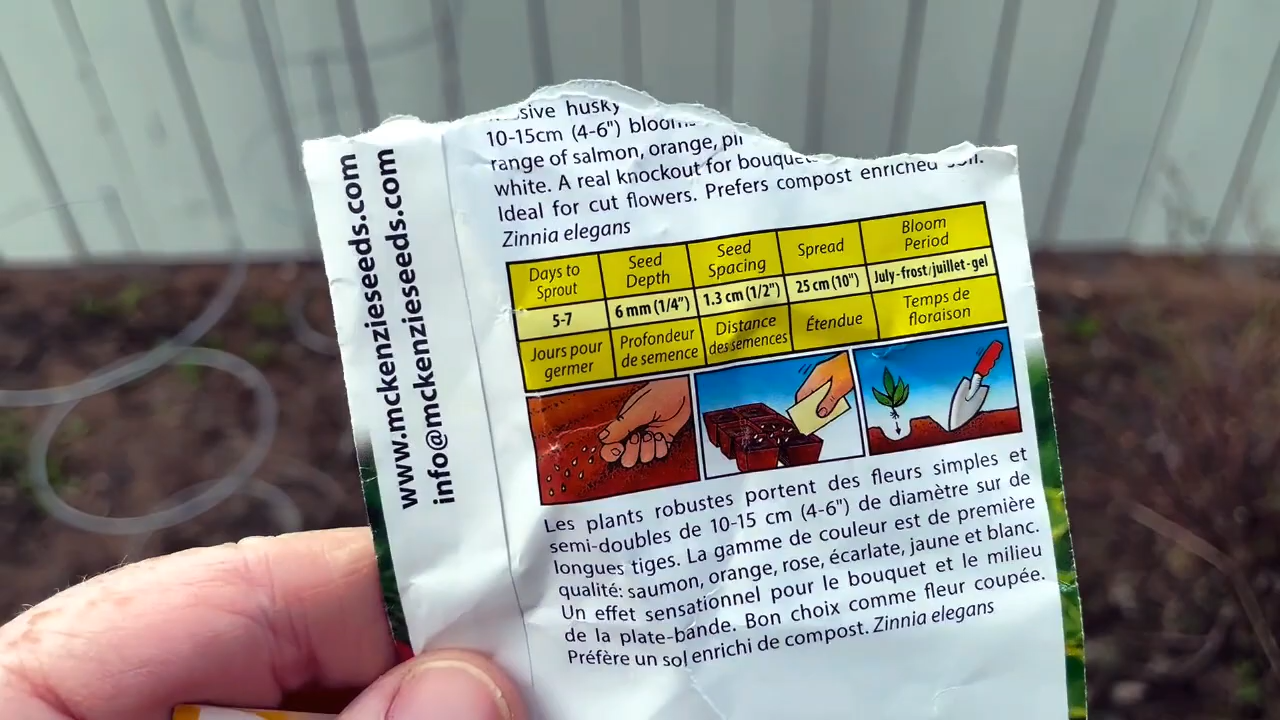 www.mckenzieseeds.com
info@mckenzieseeds.com
husky
10-15cm (4-6")
range of salmon, orange,
white. A real knockout for
Ideal for cut flowers. Prefers compost enriched
Zinnia elegans
Days to Sprout
Seed Depth
Seed Spacing
Spread
Bloom Period
5-7
6 mm (1/4")
1.3 cm (1/2")
25 cm (10")
July-frost/juillet-gel
Jours pour germer
Profondeur de semence
Distance des semences
Étendue
Temps de floraison
Les plants robustes portent des fleurs simples et
semi-doubles de 10-15 cm (4-6") de diamètre sur de
longues tiges. La gamme de couleur est de première
qualité: saumon, orange, rose, écarlate, jaune et blanc.
Un effet sensationnel pour le bouquet et le milieu
de la plate-bande. Bon choix comme fleur coupée.
Préfère un sol enrichi de compost. Zinnia elegans